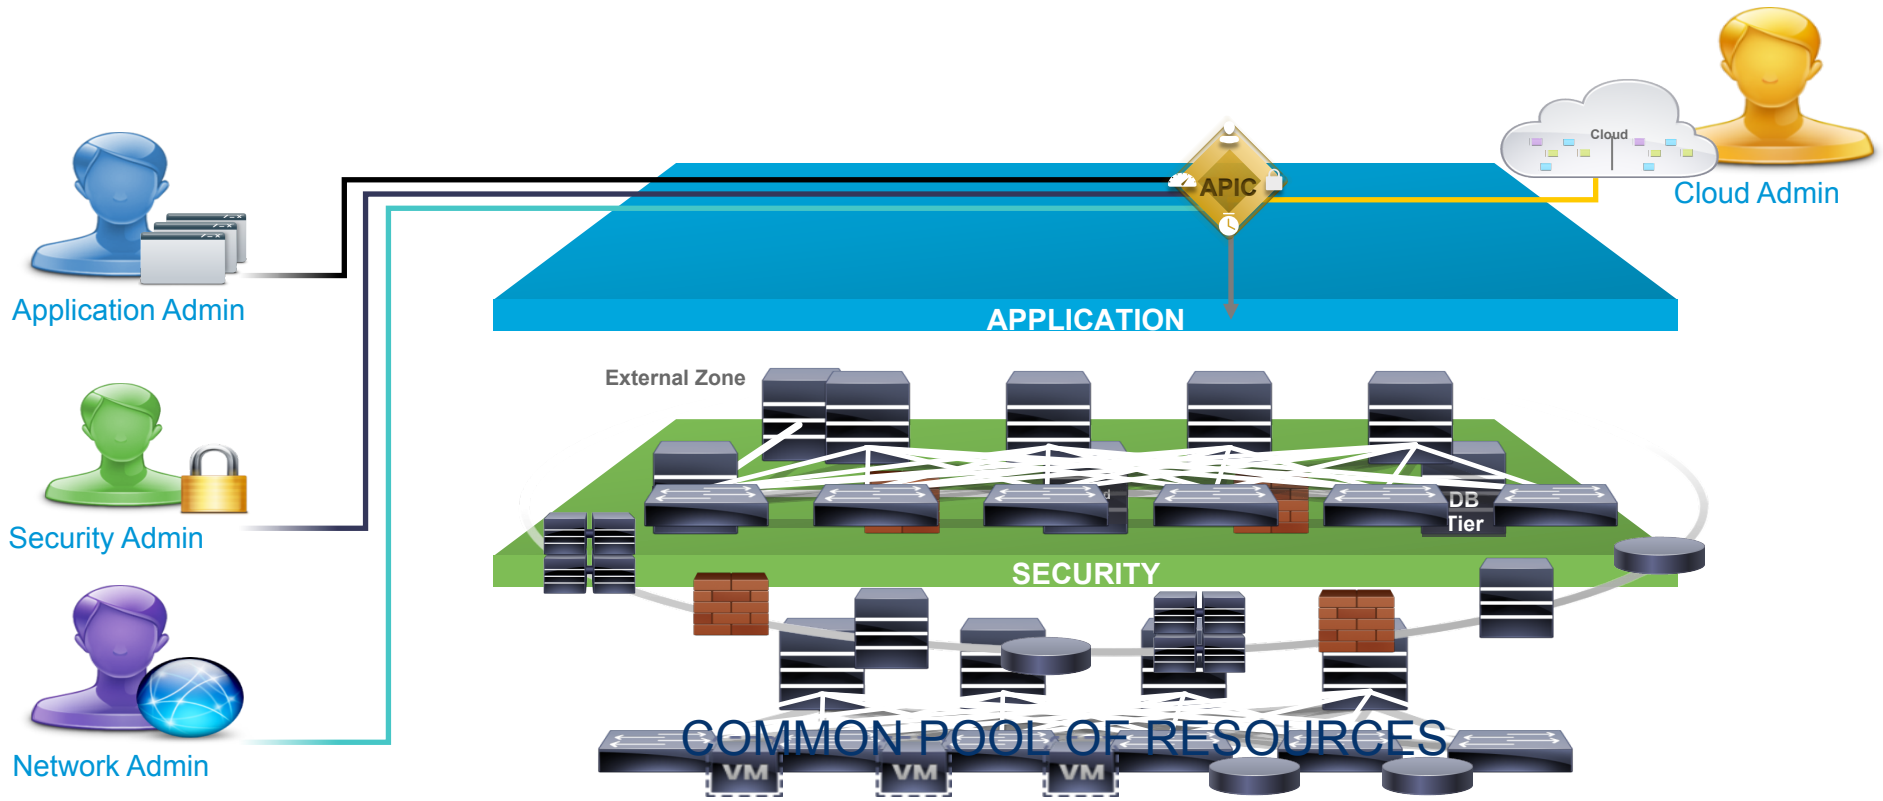 Cloud
Cloud Admin
APIC
Application Admin
APPLICATION
External Zone
DB
Tier
Security Admin
SECURITY
COMMON POOL OF RESOURCES
Network Admin
VM
VM
VM